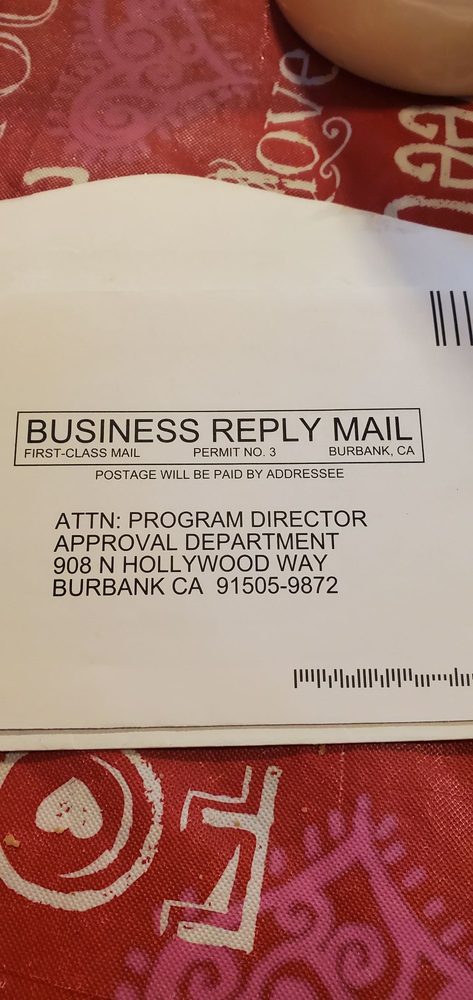 love
BUSINESS REPLY MAIL
FIRST-CLASS MAIL PERMIT NO. 3 BURBANK, CA
POSTAGE WILL BE PAID BY ADDRESSEE
ATTN: PROGRAM DIRECTOR
APPROVAL DEPARTMENT
908 N HOLLYWOOD WAY
BURBANK CA 91505-9872